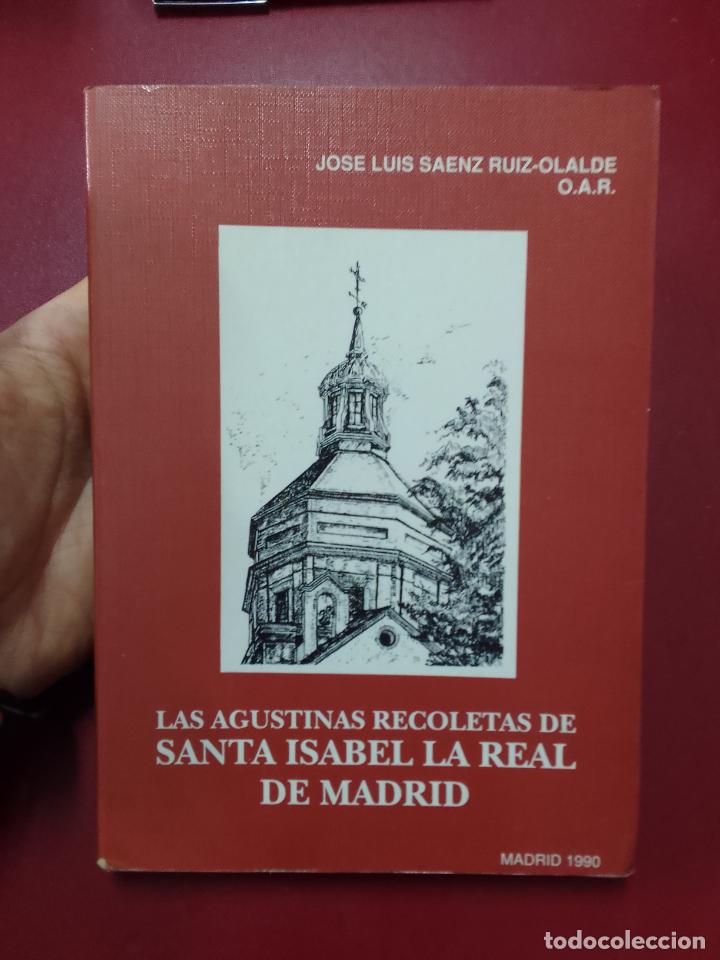 JOSE LUIS SAENZ RUIZ-OLALDE
O.A.R.
LAS AGUSTINAS RECOLETAS DE
SANTA ISABEL LA REAL
DE MADRID
MADRID 1990
todocoleccion